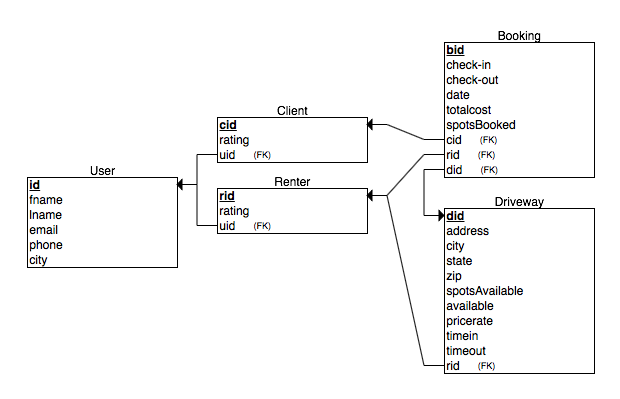 User
id
fname
lname
email
phone
city
Client
cid
rating
uid (FK)
Renter
rid
rating
uid (FK)
Booking
bid
check-in
check-out
date
totalcost
spotsBooked
cid (FK)
rid (FK)
did (FK)
Driveway
did
address
city
state
zip
spotsAvailable
available
pricerate
timein
timeout
rid (FK)